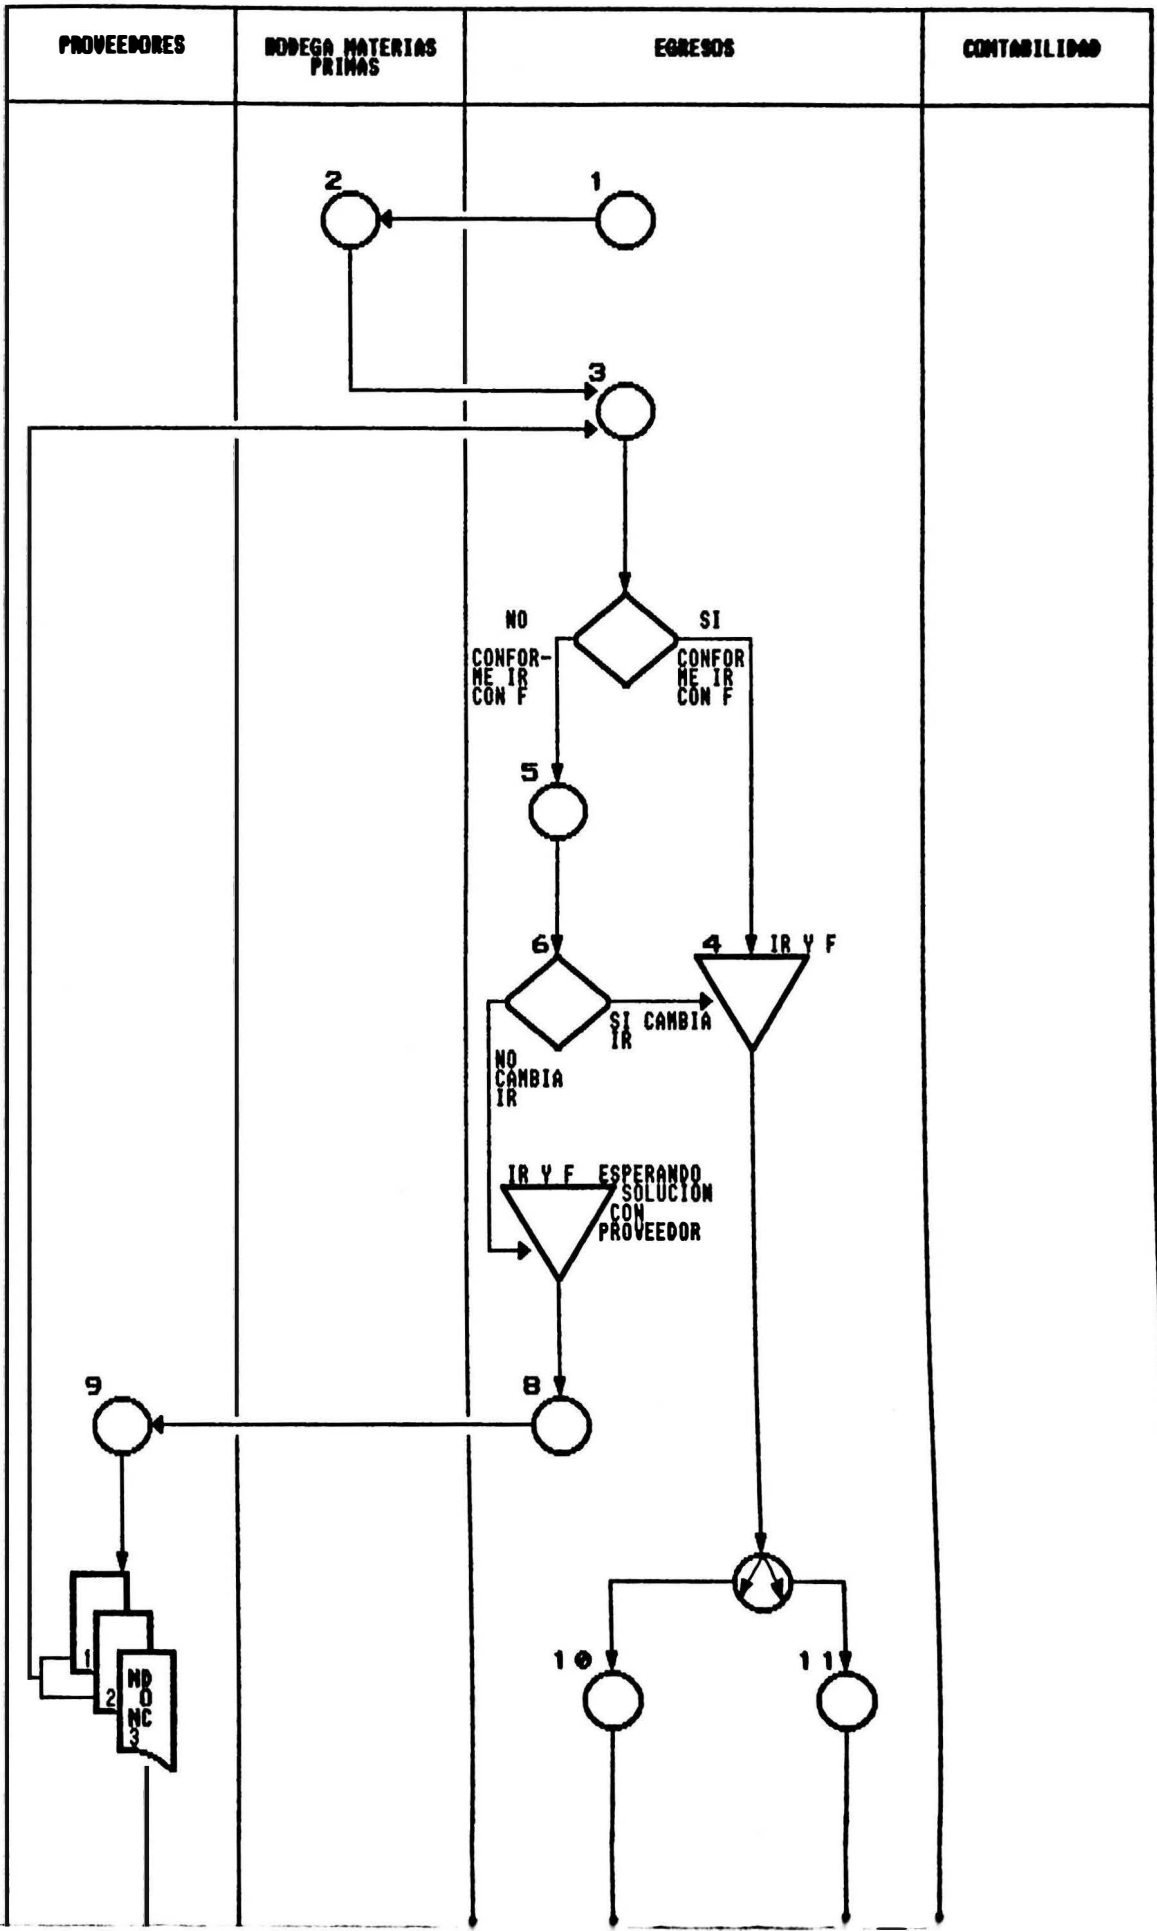 PROVEEDORES
BODEGA MATERIAS
PRIMAS
EGRESOS
CONTABILIDAD
2
1
3
NO
SI
CONFOR-
ME IR
CON F
CONFOR
ME IR
CON F
5
6
4
IR Y F
SI CAMBIA
IR
NO
CAMBIA
IR
IR Y F
ESPERANDO
SOLUCION
CON
PROVEEDOR
9
8
10
11
1
2
ND
O
NC
3